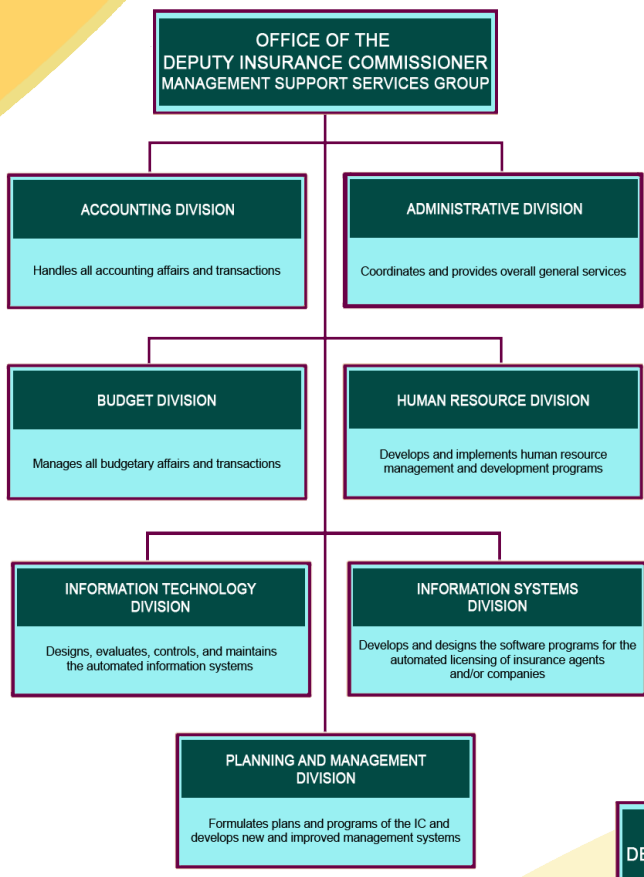 OFFICE OF THE
DEPUTY INSURANCE COMMISSIONER
MANAGEMENT SUPPORT SERVICES GROUP
ACCOUNTING DIVISION
Handles all accounting affairs and transactions
ADMINISTRATIVE DIVISION
Coordinates and provides overall general services
BUDGET DIVISION
Manages all budgetary affairs and transactions
HUMAN RESOURCE DIVISION
Develops and implements human resource
management and development programs
INFORMATION TECHNOLOGY
DIVISION
Designs, evaluates, controls, and maintains
the automated information systems
INFORMATION SYSTEMS
DIVISION
Develops and designs the software programs for the
automated licensing of insurance agents
and/or companies
PLANNING AND MANAGEMENT
DIVISION
Formulates plans and programs of the IC and
develops new and improved management systems